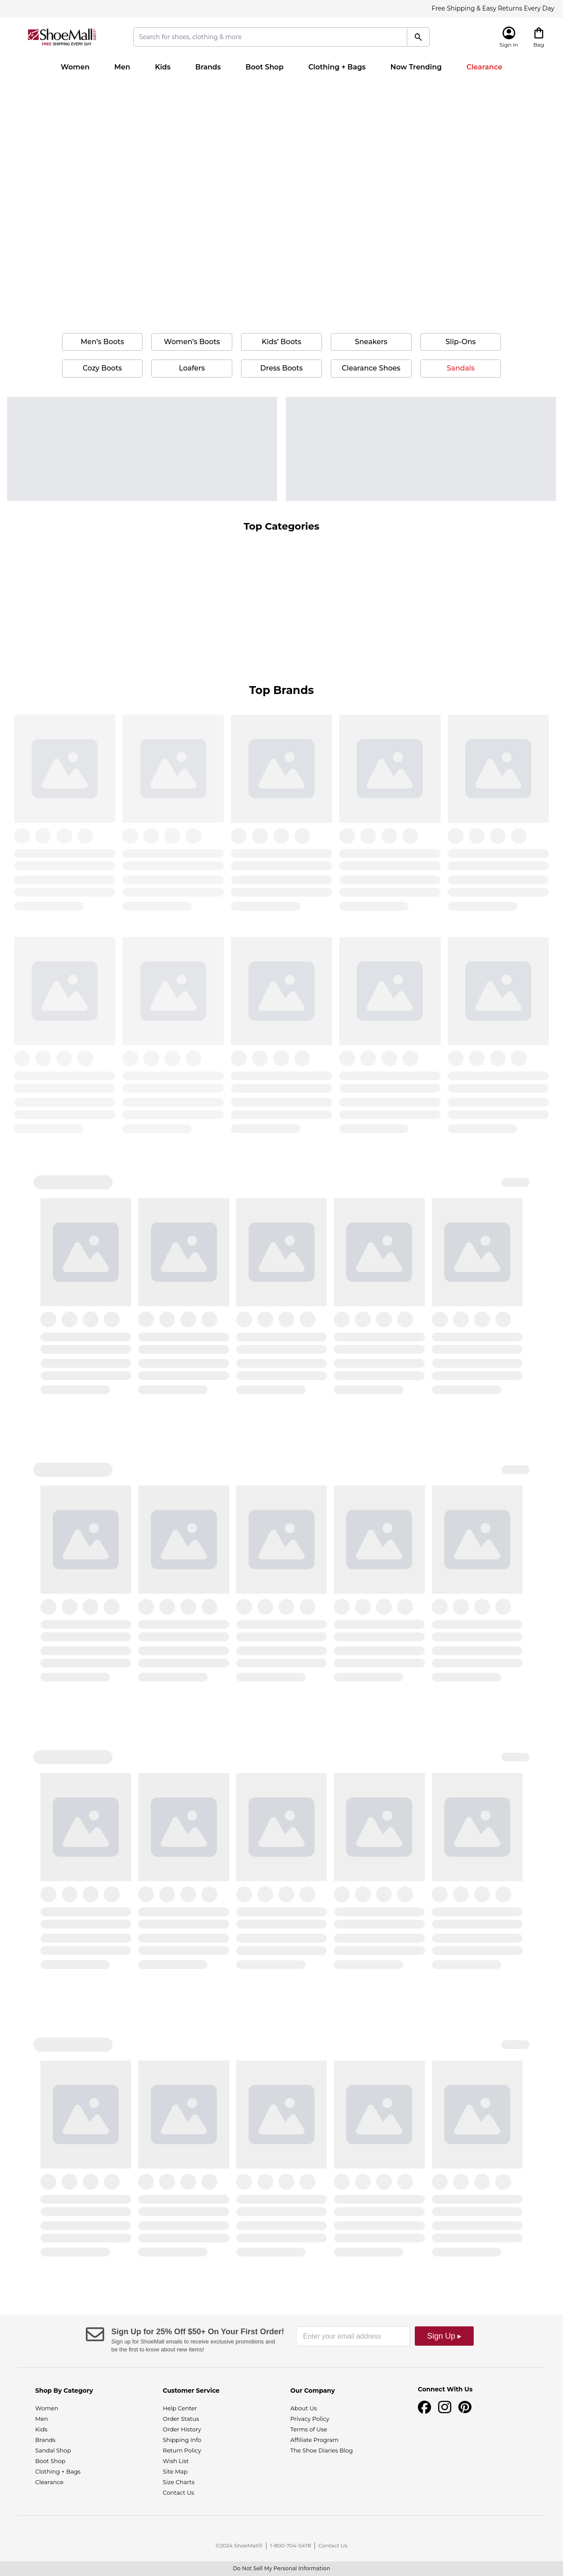 Free Shipping & Easy Returns Every Day
ShoeMall
FREE SHIPPING EVERY DAY
Search for shoes, clothing & more
Sign In
Bag
Women
Men
Kids
Brands
Boot Shop
Clothing + Bags
Now Trending
Clearance
Men's Boots
Women's Boots
Kids' Boots
Sneakers
Slip-Ons
Cozy Boots
Loafers
Dress Boots
Clearance Shoes
Sandals
Top Categories
Top Brands
Sign Up for 25% Off $50+ On Your First Order!
Sign up for ShoeMall emails to receive exclusive promotions and
be the first to know about new items!
Enter your email address
Sign Up ▸
Shop By Category
Women
Men
Kids
Brands
Sandal Shop
Boot Shop
Clothing + Bags
Clearance
Customer Service
Help Center
Order Status
Order History
Shipping Info
Return Policy
Wish List
Site Map
Size Charts
Contact Us
Our Company
About Us
Privacy Policy
Terms of Use
Affiliate Program
The Shoe Diaries Blog
Connect With Us
©2024 ShoeMall® | 1-800-704-5478 | Contact Us
Do Not Sell My Personal Information